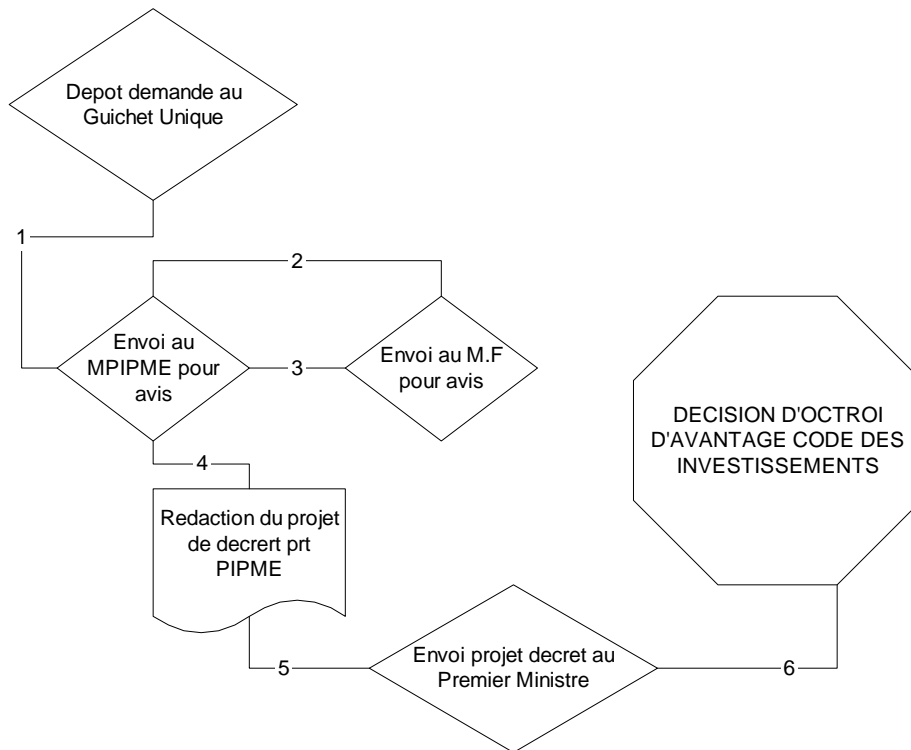 Depot demande au
Guichet Unique
1
2
Envoi au
MPIPME pour
avis
3
Envoi au M.F
pour avis
DECISION D'OCTROI
D'AVANTAGE CODE DES
INVESTISSEMENTS
4
Redaction du projet
de decrert prt
PIPME
5
Envoi projet decret au
Premier Ministre
6